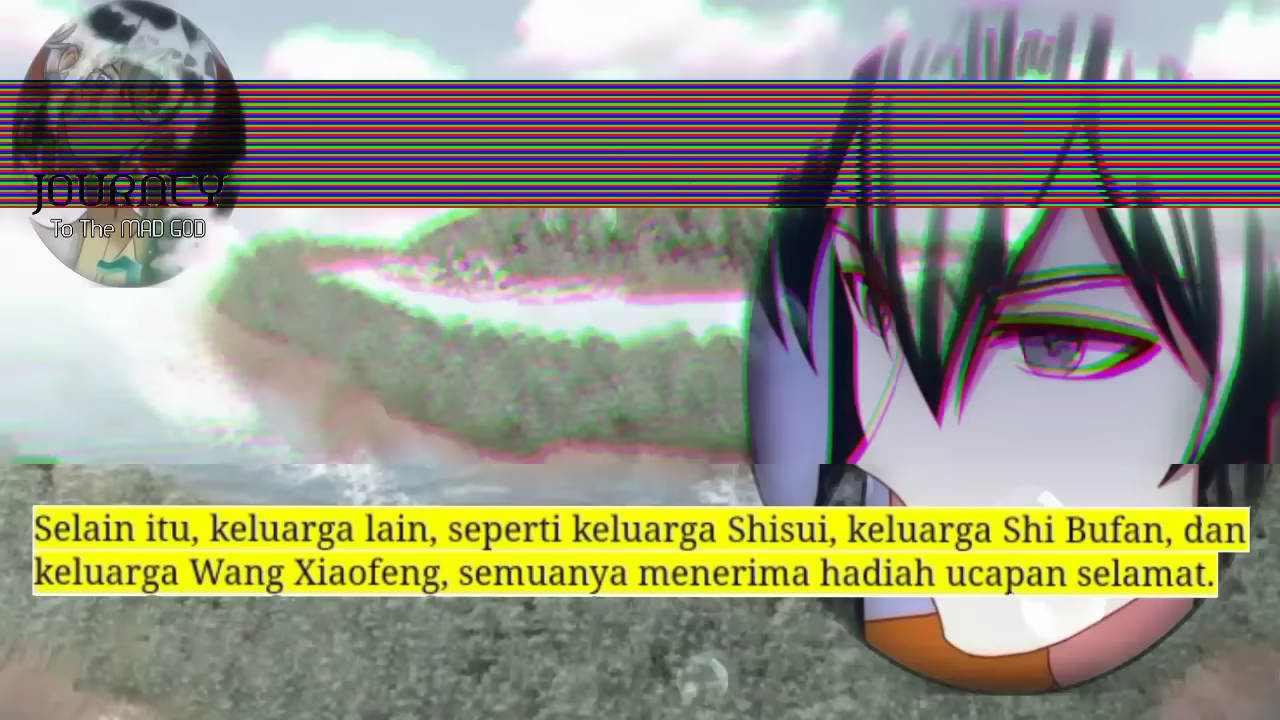 JOURNEY
To The MAD GOD
Selain itu, keluarga lain, seperti keluarga Shisui, keluarga Shi Bufan, dan
keluarga Wang Xiaofeng, semuanya menerima hadiah ucapan selamat.